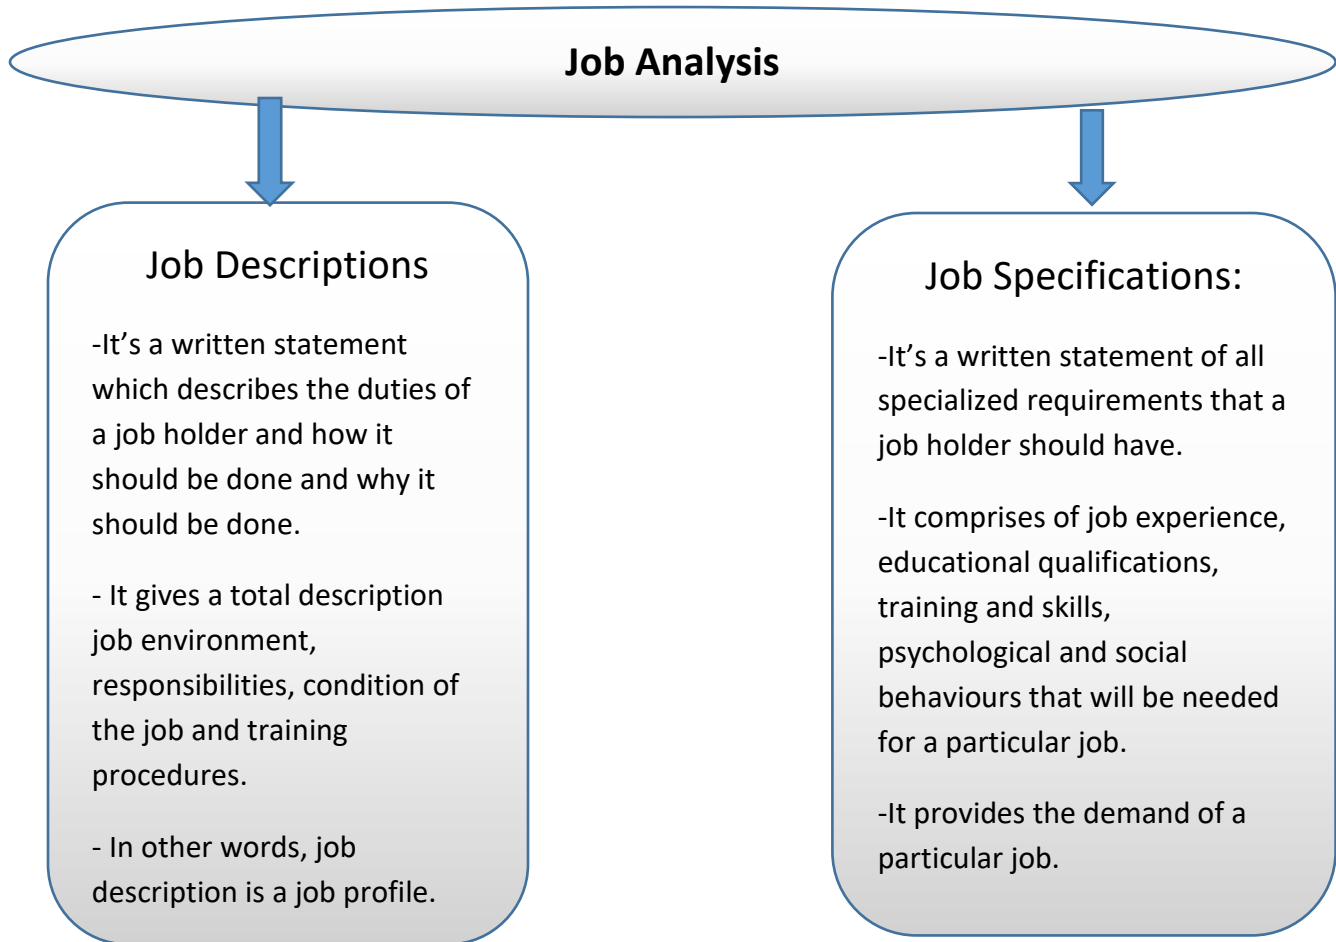 Job Analysis
Job Descriptions
-It’s a written statement
which describes the duties of
a job holder and how it
should be done and why it
should be done.
- It gives a total description
job environment,
responsibilities, condition of
the job and training
procedures.
- In other words, job
description is a job profile.
Job Specifications:
-It’s a written statement of all
specialized requirements that a
job holder should have.
-It comprises of job experience,
educational qualifications,
training and skills,
psychological and social
behaviours that will be needed
for a particular job.
-It provides the demand of a
particular job.